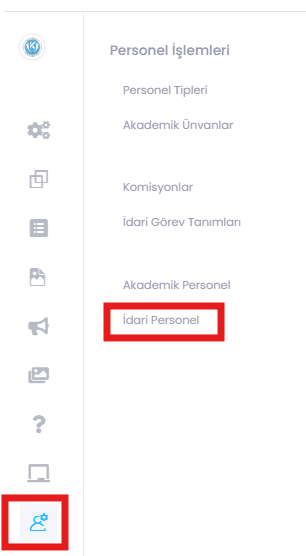 Personel İşlemleri
Personel Tipleri
Akademik Ünvanlar
Komisyonlar
İdari Görev Tanımları
Akademik Personel
İdari Personel